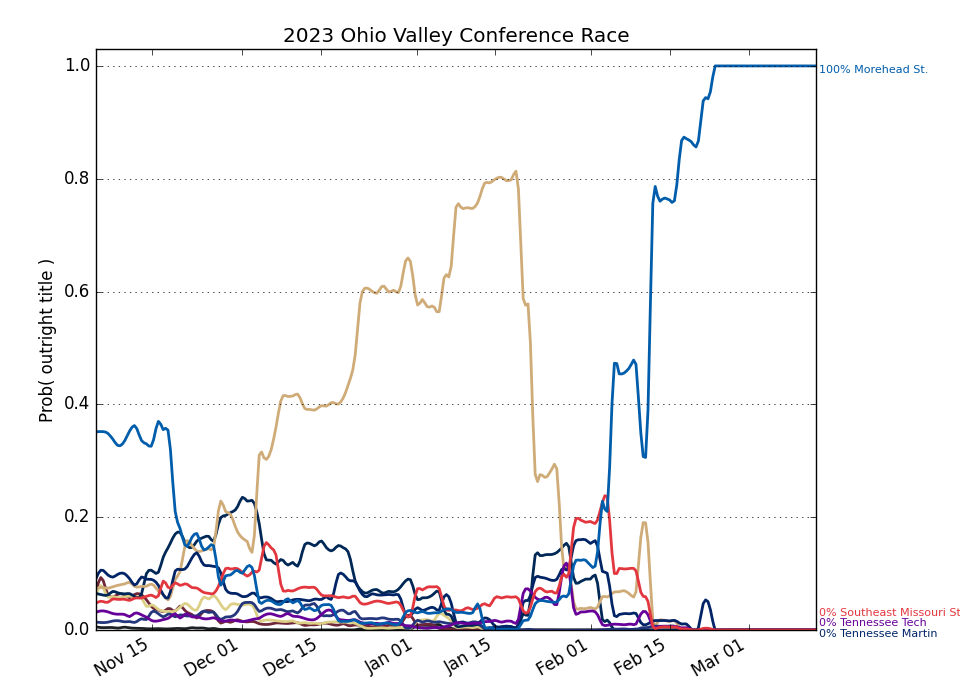 2023 Ohio Valley Conference Race
1.0
0.8
0.6
0.4
0.2
0.0
Prob( outright title )
Nov 15
Dec 01
Dec 15
Jan 01
Jan 15
Feb 01
Feb 15
Mar 01
100% Morehead St.
0% Southeast Missouri St
0% Tennessee Tech
0% Tennessee Martin